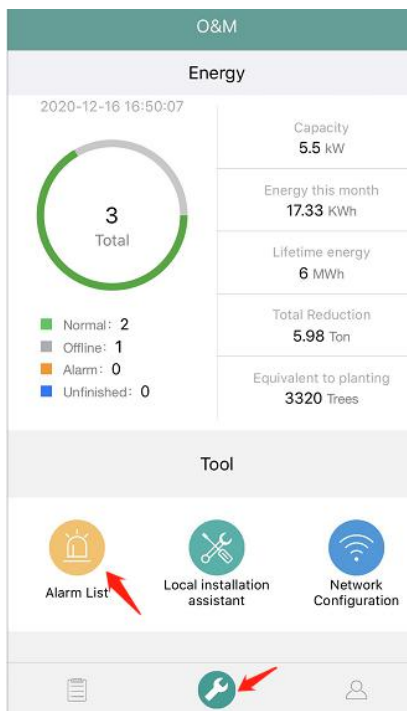 O&M
Energy
2020-12-16 16:50:07
3
Total
Normal: 2
Offline: 1
Alarm: 0
Unfinished: 0
Capacity
5.5 kW
Energy this month
17.33 KWh
Lifetime energy
6 MWh
Total Reduction
5.98 Ton
Equivalent to planting
3320 Trees
Tool
Alarm List
Local installation
assistant
Network
Configuration